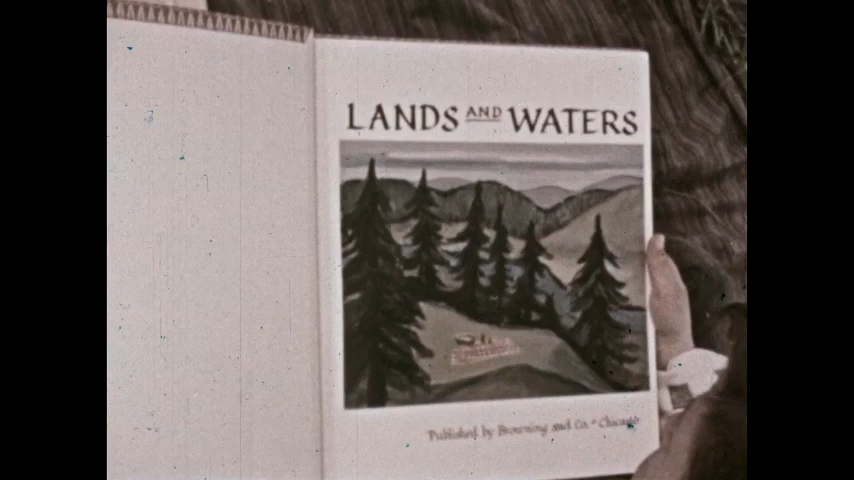 LANDS AND WATERS
Published by Browning and Co. - Chicago